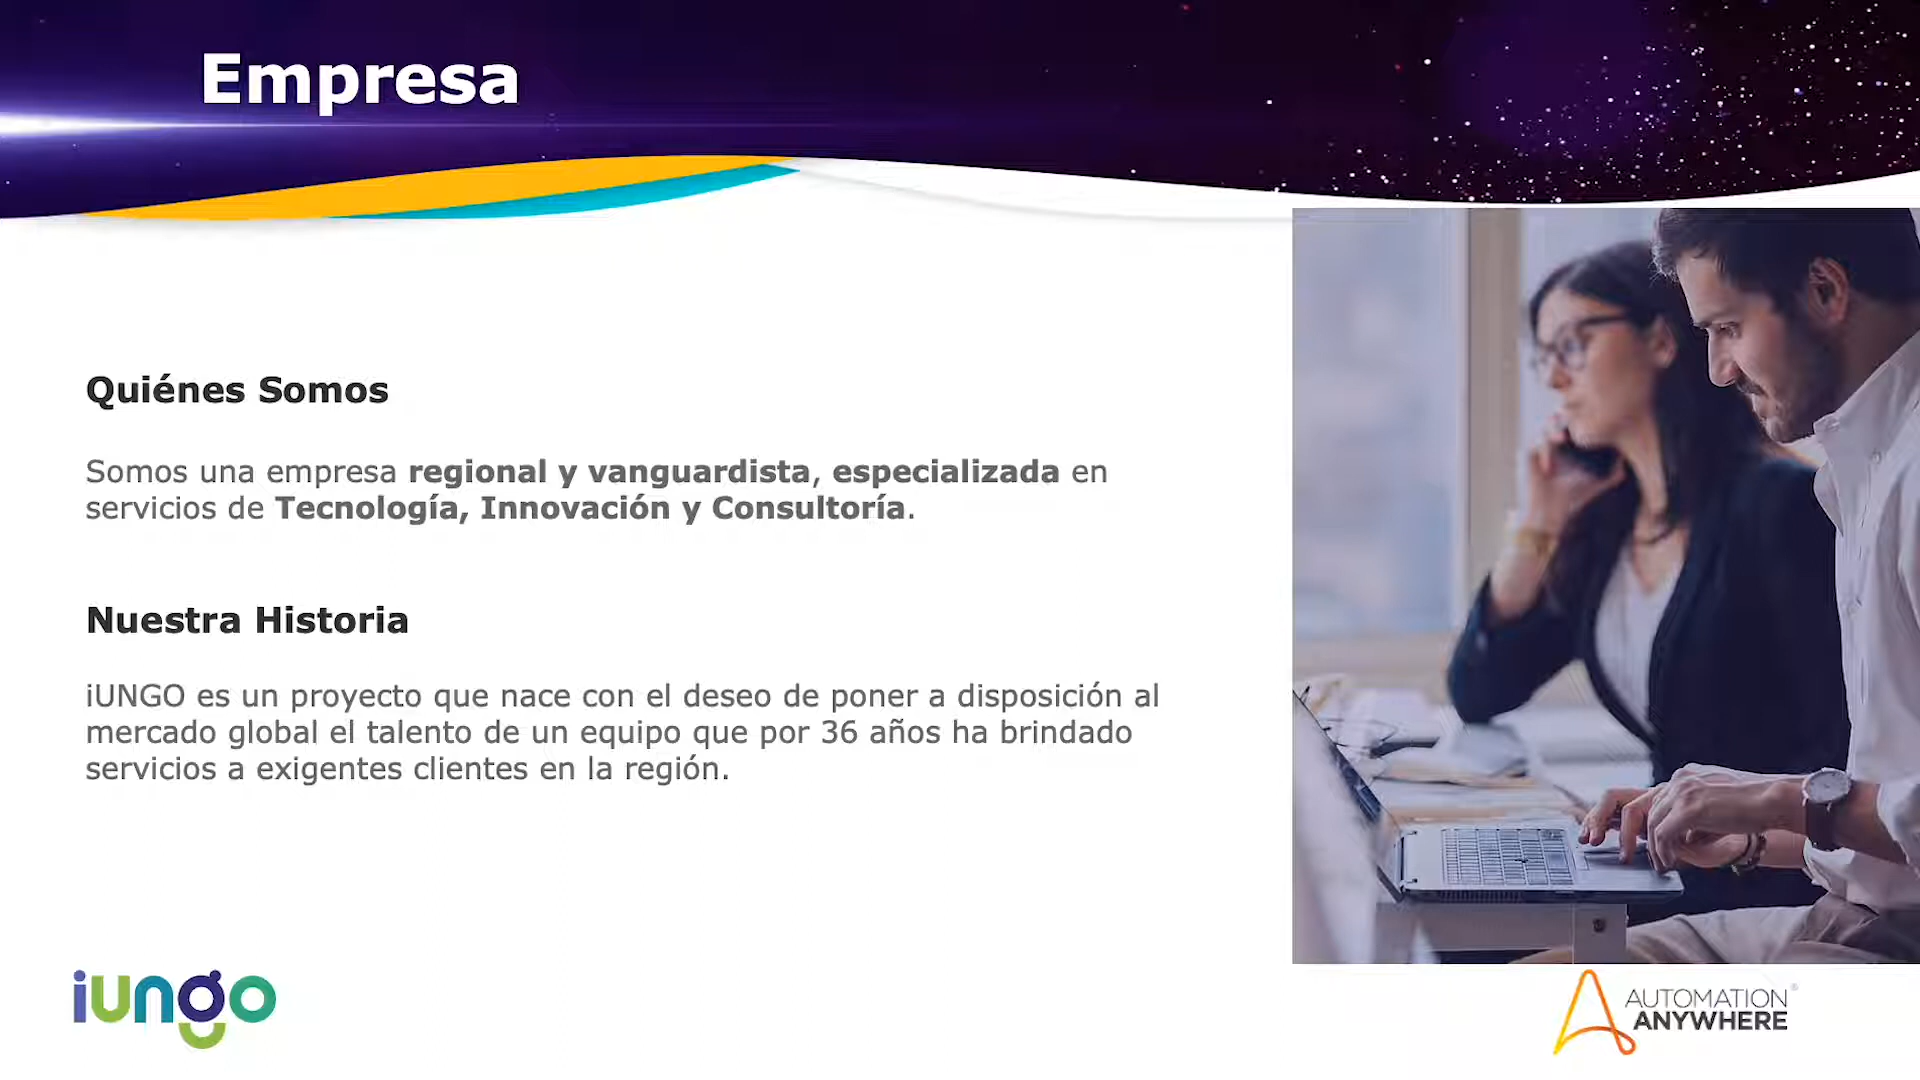 Empresa
Quiénes Somos
Somos una empresa regional y vanguardista, especializada en
servicios de Tecnología, Innovación y Consultoría.
Nuestra Historia
iUNGO es un proyecto que nace con el deseo de poner a disposición al
mercado global el talento de un equipo que por 36 años ha brindado
servicios a exigentes clientes en la región.
iungo
AUTOMATION®
ANYWHERE